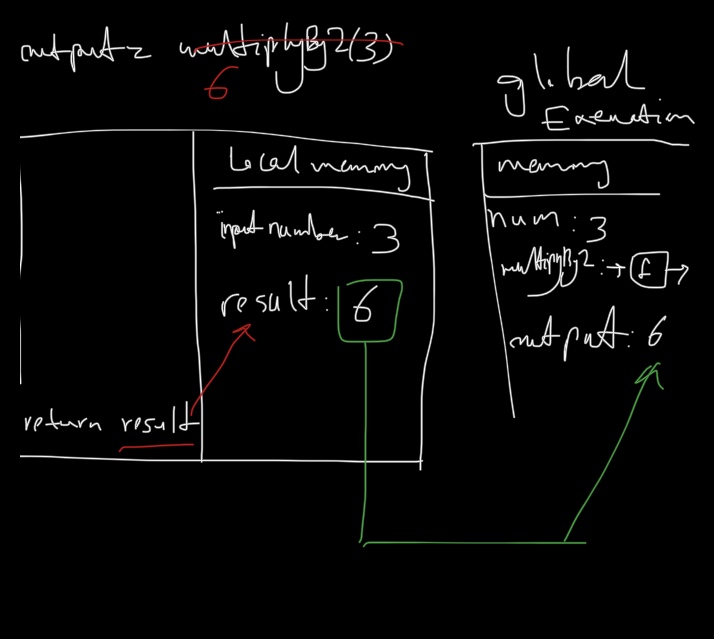 output = multiplyBy2(3)
6
Local memory
input number: 3
result: 6
return result
global
Execution
memory
num: 3
multiplyBy2: → f →
output: 6